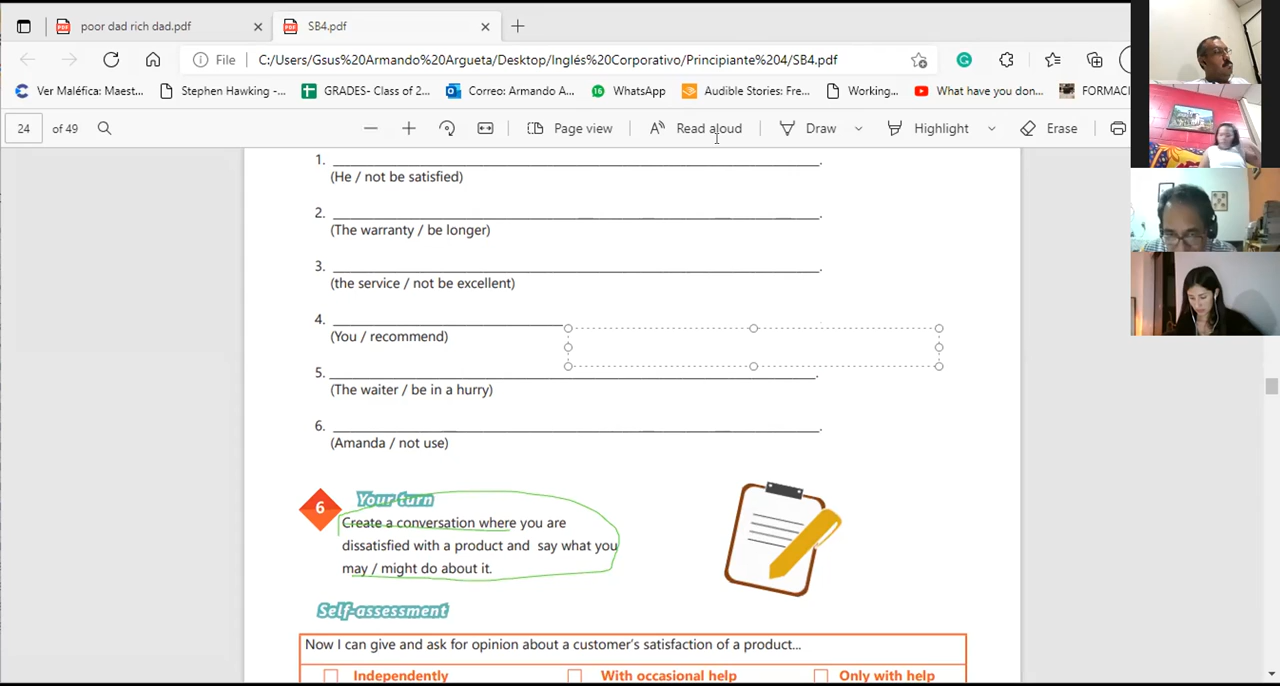 poor dad rich dad.pdf
SB4.pdf
File C:/Users/Gsus%20Armando%20Argueta/Desktop/Inglés%20Corporativo/Principiante%204/SB4.pdf
Ver Maléfica: Maest... Stephen Hawking -... GRADES- Class of 2... Correo: Armando A... WhatsApp Audible Stories: Fre... Working... What have you don... FORMACI
24 of 49 Page view Read aloud Draw Highlight Erase
1. ______________________________.
(He / not be satisfied)
2. ______________________________.
(The warranty / be longer)
3. ______________________________.
(the service / not be excellent)
4. ______________________________
(You / recommend)
5. ______________________________.
(The waiter / be in a hurry)
6. ______________________________.
(Amanda / not use)
6 Your turn
Create a conversation where you are
dissatisfied with a product and say what you
may / might do about it.
Self-assessment
Now I can give and ask for opinion about a customer's satisfaction of a product...
Independently With occasional help Only with help